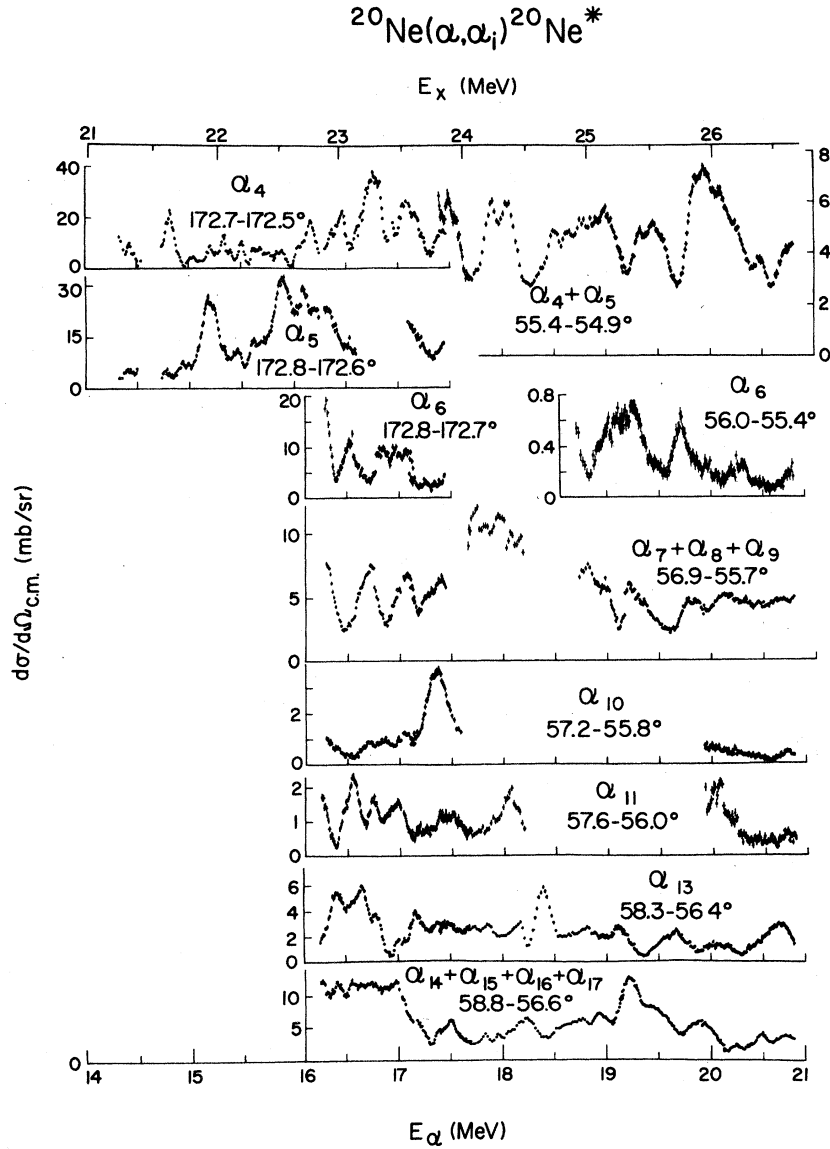 ²⁰Ne(α,αᵢ)²⁰Ne*
Eₓ (MeV)
21 22 23 24 25 26
40
20
0
α₄
172.7-172.5°
8
6
4
2
0
α₄+α₅
55.4-54.9°
30
15
0
α₅
172.8-172.6°
20
10
0
α₆
172.8-172.7°
0.8
0.4
0
α₆
56.0-55.4°
10
5
0
α₇+α₈+α₉
56.9-55.7°
2
0
α₁₀
57.2-55.8°
2
1
0
α₁₁
57.6-56.0°
6
4
2
0
α₁₃
58.3-56 4°
10
5
0
α₁₄+α₁₅+α₁₆+α₁₇
58.8-56.6°
14 15 16 17 18 19 20 21
E_α (MeV)
dσ/dΩ_c.m. (mb/sr)